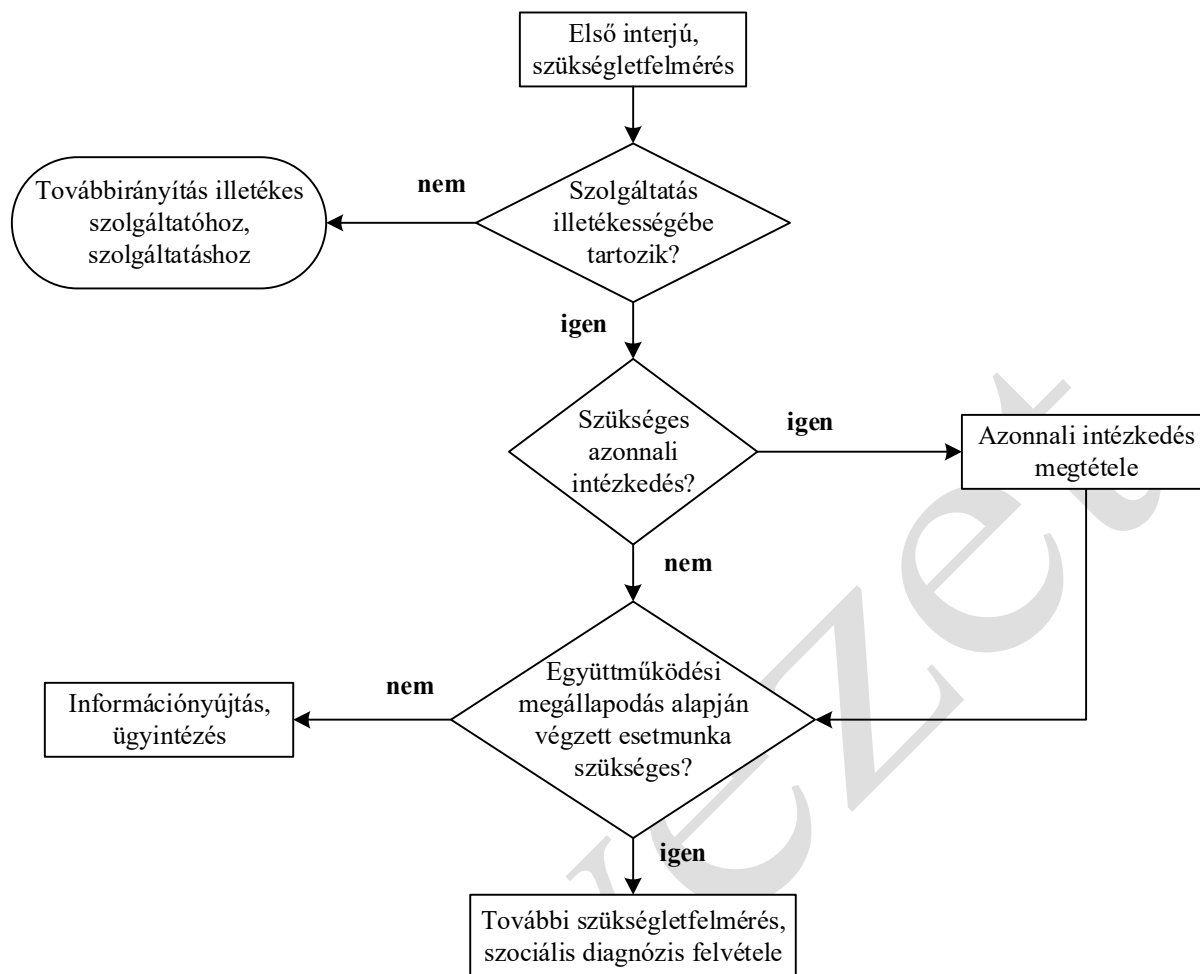 Első interjú,
szükségletfelmérés
nem
Szolgáltatás
illetékességébe
tartozik?
Továbbirányítás illetékes
szolgáltatóhoz,
szolgáltatáshoz
igen
Szükséges
azonnali
intézkedés?
igen
Azonnali intézkedés
megtétele
nem
Együttműködési
megállapodás alapján
végzett esetmunka
szükséges?
nem
Információnyújtás,
ügyintézés
igen
További szükségletfelmérés,
szociális diagnózis felvétele